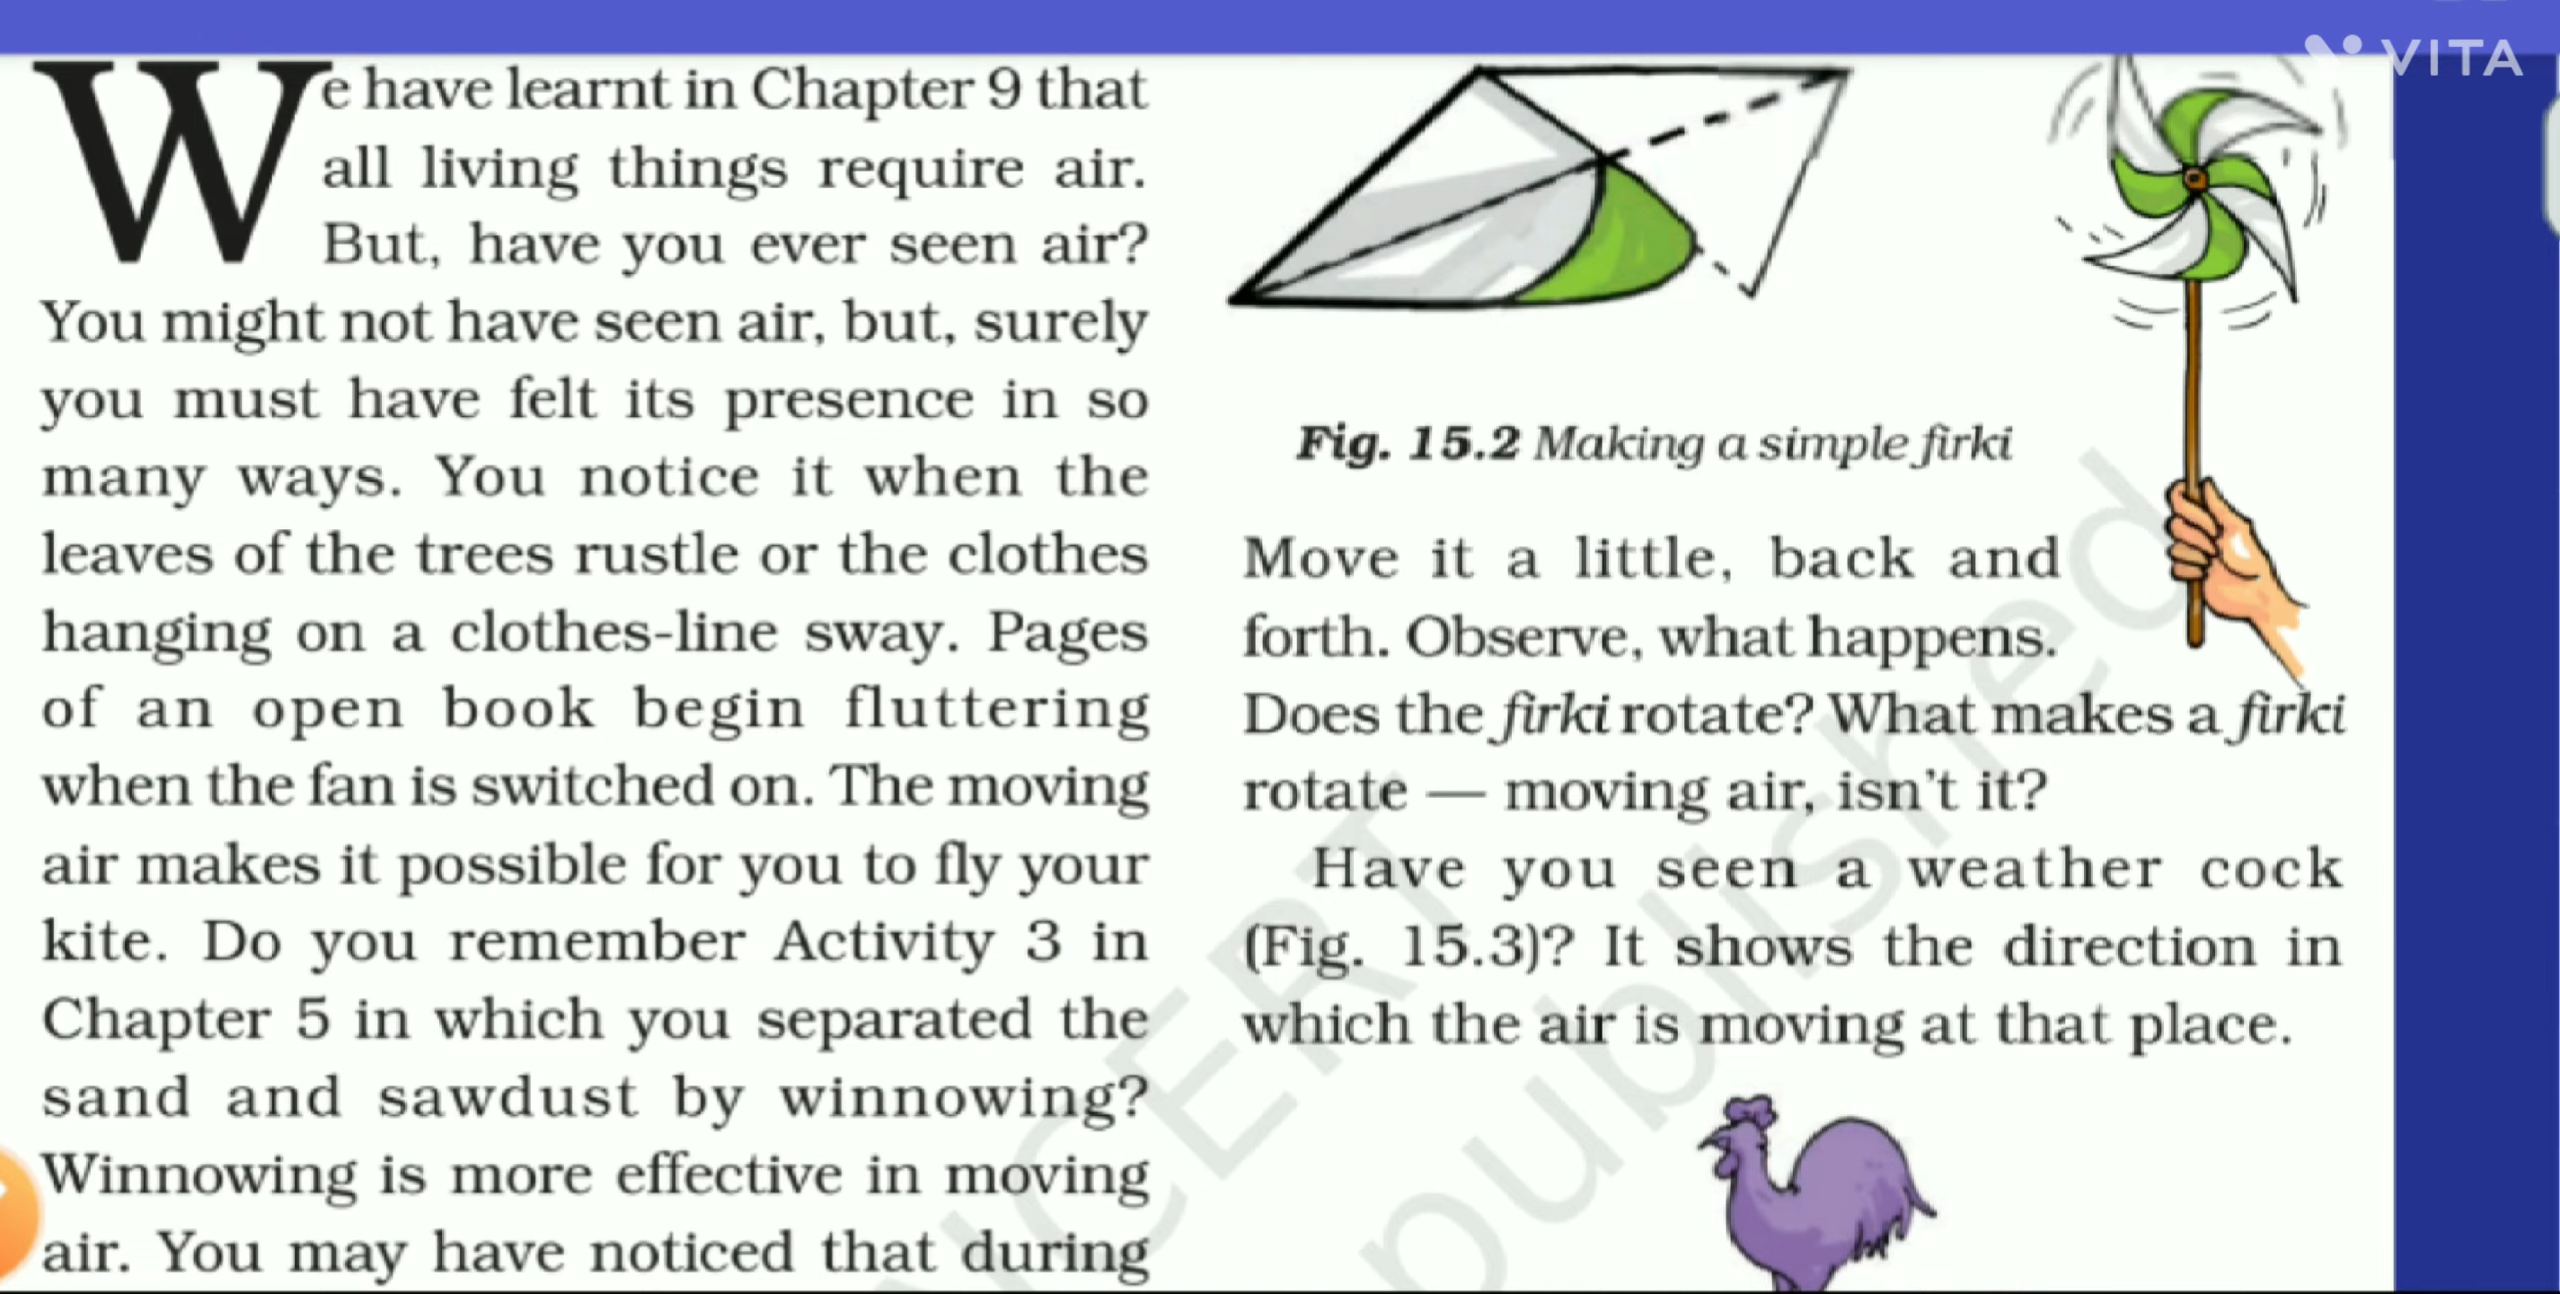 We have learnt in Chapter 9 that
all living things require air.
But, have you ever seen air?
You might not have seen air, but, surely
you must have felt its presence in so
many ways. You notice it when the
leaves of the trees rustle or the clothes
hanging on a clothes-line sway. Pages
of an open book begin fluttering
when the fan is switched on. The moving
air makes it possible for you to fly your
kite. Do you remember Activity 3 in
Chapter 5 in which you separated the
sand and sawdust by winnowing?
Winnowing is more effective in moving
air. You may have noticed that during
Fig. 15.2 Making a simple firki
Move it a little, back and
forth. Observe, what happens.
Does the firki rotate? What makes a firki
rotate — moving air, isn't it?
Have you seen a weather cock
(Fig. 15.3)? It shows the direction in
which the air is moving at that place.
VITA
NCERT
published